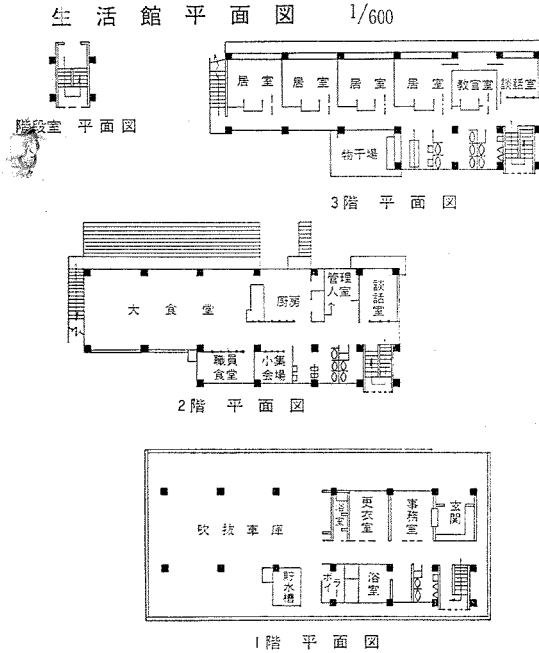 生活館平面図 1/600
階段室 平面図
居室 居室 居室 居室 教官室 談話室
物干場
3階 平面図
大食堂 厨房 管理人室 談話室
職員食堂 小集会場
2階 平面図
吹抜車庫 更衣室 事務室 玄関
貯水槽 ボイラ 浴室
1階 平面図